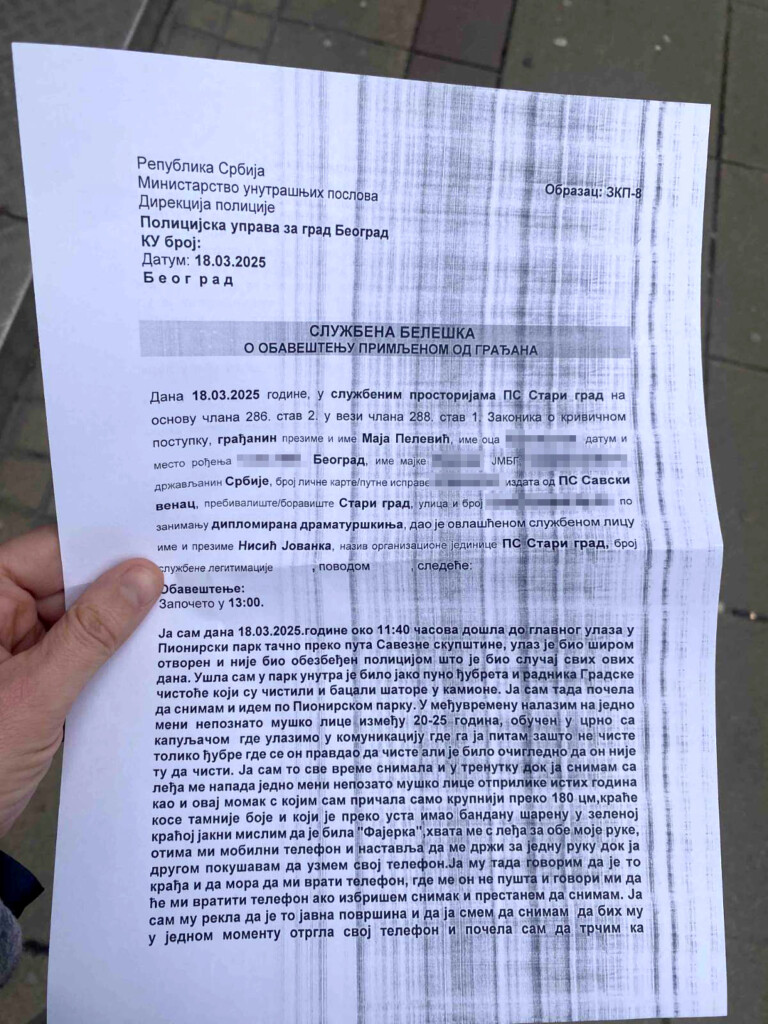 Република Србија
Министарство унутрашњих послова
Дирекција полиције
Полицијска управа за град Београд
КУ број:
Датум: 18.03.2025
Београд
Образац: ЗКП-8
СЛУЖБЕНА БЕЛЕШКА
О ОБАВЕШТЕЊУ ПРИМЉЕНОМ ОД ГРАЂАНА
Дана 18.03.2025 године, у службеним просторијама ПС Стари град на
основу члана 286. став 2. у вези члана 288. став 1, Законика о кривичном
поступку, грађанин презиме и име Маја Пелевић, име оца датум и
место рођења Београд, име мајке ЈМБГ
држављанин Србије, број личне карте/путне исправе издата од ПС Савски
венац, пребивалиште/боравиште Стари град, улица и број по
занимању дипломирана драматуршкиња, дао је овлашћеном службеном лицу
име и презиме Нисић Јованка, назив организационе јединице ПС Стари град, број
службене легитимације , поводом , следеће:
Обавештење:
Започето у 13:00.
Ја сам дана 18.03.2025.године око 11:40 часова дошла до главног улаза у
Пионирски парк тачно преко пута Савезне скупштине, улаз је био широм
отворен и није био обезбеђен полицијом што је био случај свих ових
дана. Ушла сам у парк унутра је било јако пуно ђубрета и радника Градске
чистоће који су чистили и бацали шаторе у камионе. Ја сам тада почела
да снимам и идем по Пионирском парку. У међувремену налазим на једно
мени непознато мушко лице између 20-25 година, обучен у црно са
капуљачом где улазимо у комуникацију где га ја питам зашто не чисте
толико ђубре где се он правдао да чисте али је било очигледно да он није
ту да чисти. Ја сам то све време снимала и у тренутку док ја снимам са
леђа ме напада једно мени непозато мушко лице отприлике истих година
као и овај момак с којим сам причала само крупнији преко 180 цм,краће
косе тамније боје и који је преко уста имао бандану шарену у зеленој
краћој јакни мислим да је била "Фајерка",хвата ме с леђа за обе моје руке,
отима ми мобилни телефон и наставља да ме држи за једну руку док ја
другом покушавам да узмем свој телефон.Ја му тада говорим да је то
крађа и да мора да ми врати телефон, где ме он не пушта и говори ми да
ће ми вратити телефон ако избришем снимак и престанем да снимам. Ја
сам му рекла да је то јавна површина и да ја смем да снимам да бих му
у једном моменту отргла свој телефон и почела сам да трчим ка